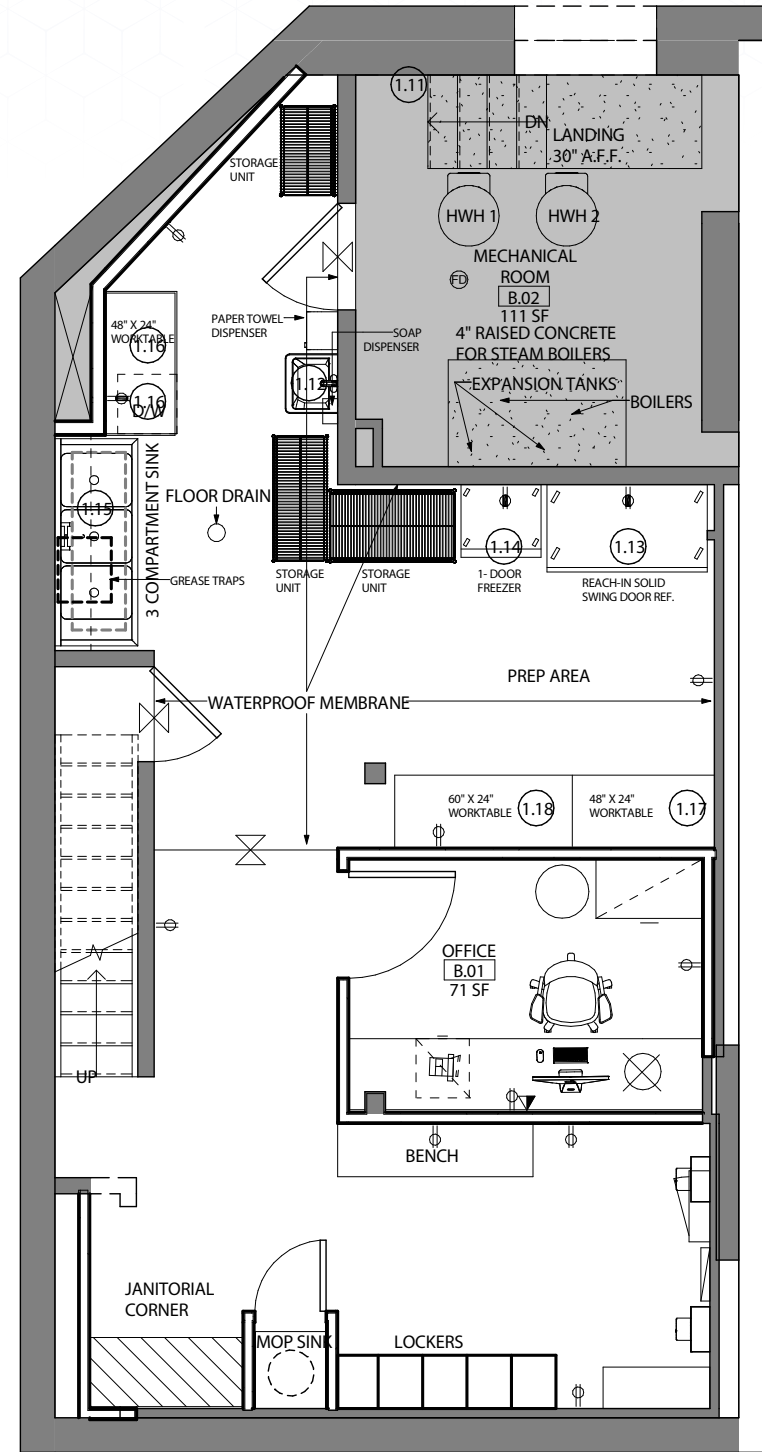 1.11
DN
LANDING
30" A.F.F.
STORAGE
UNIT
HWH 1
HWH 2
MECHANICAL
ROOM
FD
B.02
111 SF
4" RAISED CONCRETE
FOR STEAM BOILERS
PAPER TOWEL
DISPENSER
SOAP
DISPENSER
48" X 24"
WORKTABLE
1.16
1.12
EXPANSION TANKS
BOILERS
1.16
D/W
3 COMPARTMENT SINK
FLOOR DRAIN
1.15
1.14
1.13
GREASE TRAPS
STORAGE
UNIT
STORAGE
UNIT
1- DOOR
FREEZER
REACH-IN SOLID
SWING DOOR REF.
PREP AREA
WATERPROOF MEMBRANE
60" X 24"
WORKTABLE
1.18
48" X 24"
WORKTABLE
1.17
OFFICE
B.01
71 SF
UP
BENCH
JANITORIAL
CORNER
MOP SINK
LOCKERS